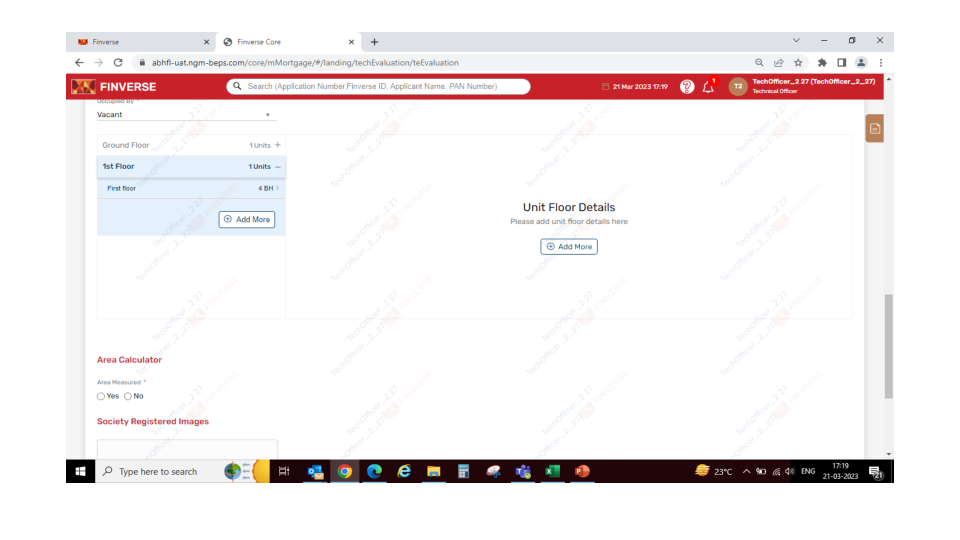 Finverse
Finverse Core
abhfl-uat.ngm-beps.com/core/mMortgage/#/landing/techEvaluation/teEvaluation
FINVERSE
Search (Application Number,Finverse ID, Applicant Name, PAN Number)
21 Mar 2023 17:19
T2
TechOfficer_2 27 (TechOfficer_2_27)
Technical Officer
Occupied By *
Vacant
Ground Floor 1 Units +
1st Floor 1 Units −
First floor 4 BH >
Add More
Unit Floor Details
Please add unit floor details here
Add More
Area Calculator
Area Measured *
Yes No
Society Registered Images
Type here to search
23°C
ENG
17:19
21-03-2023
21